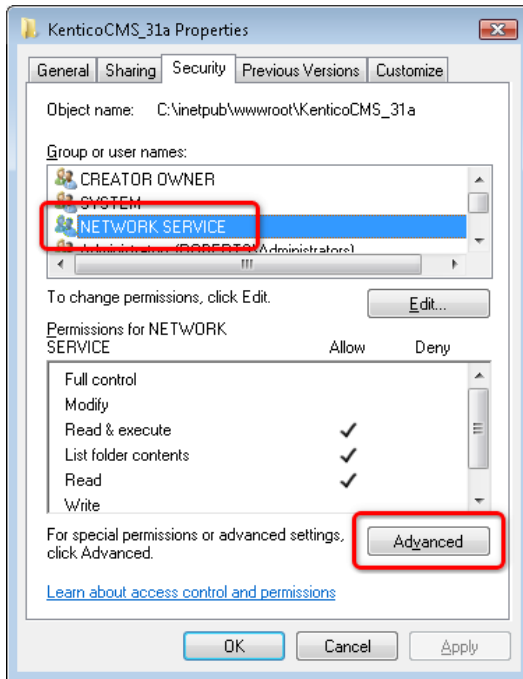 KenticoCMS_31a Properties
General Sharing Security Previous Versions Customize
Object name: C:\inetpub\wwwroot\KenticoCMS_31a
Group or user names:
CREATOR OWNER
SYSTEM
NETWORK SERVICE
Administrators (ROBERTO\Administrators)
To change permissions, click Edit.
Edit...
Permissions for NETWORK
SERVICE Allow Deny
Full control
Modify
Read & execute
List folder contents
Read
Write
For special permissions or advanced settings,
click Advanced.
Advanced
Learn about access control and permissions
OK Cancel Apply